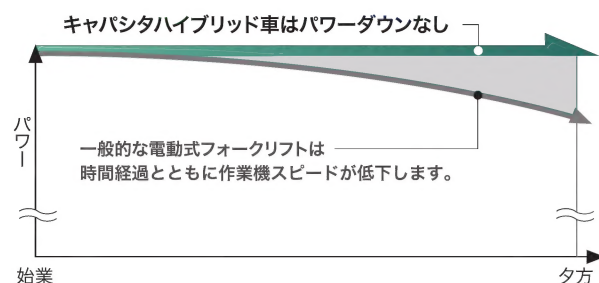 キャパシタハイブリッド車はパワーダウンなし
パワー
一般的な電動式フォークリフトは
時間経過とともに作業機スピードが低下します。
始業
夕方